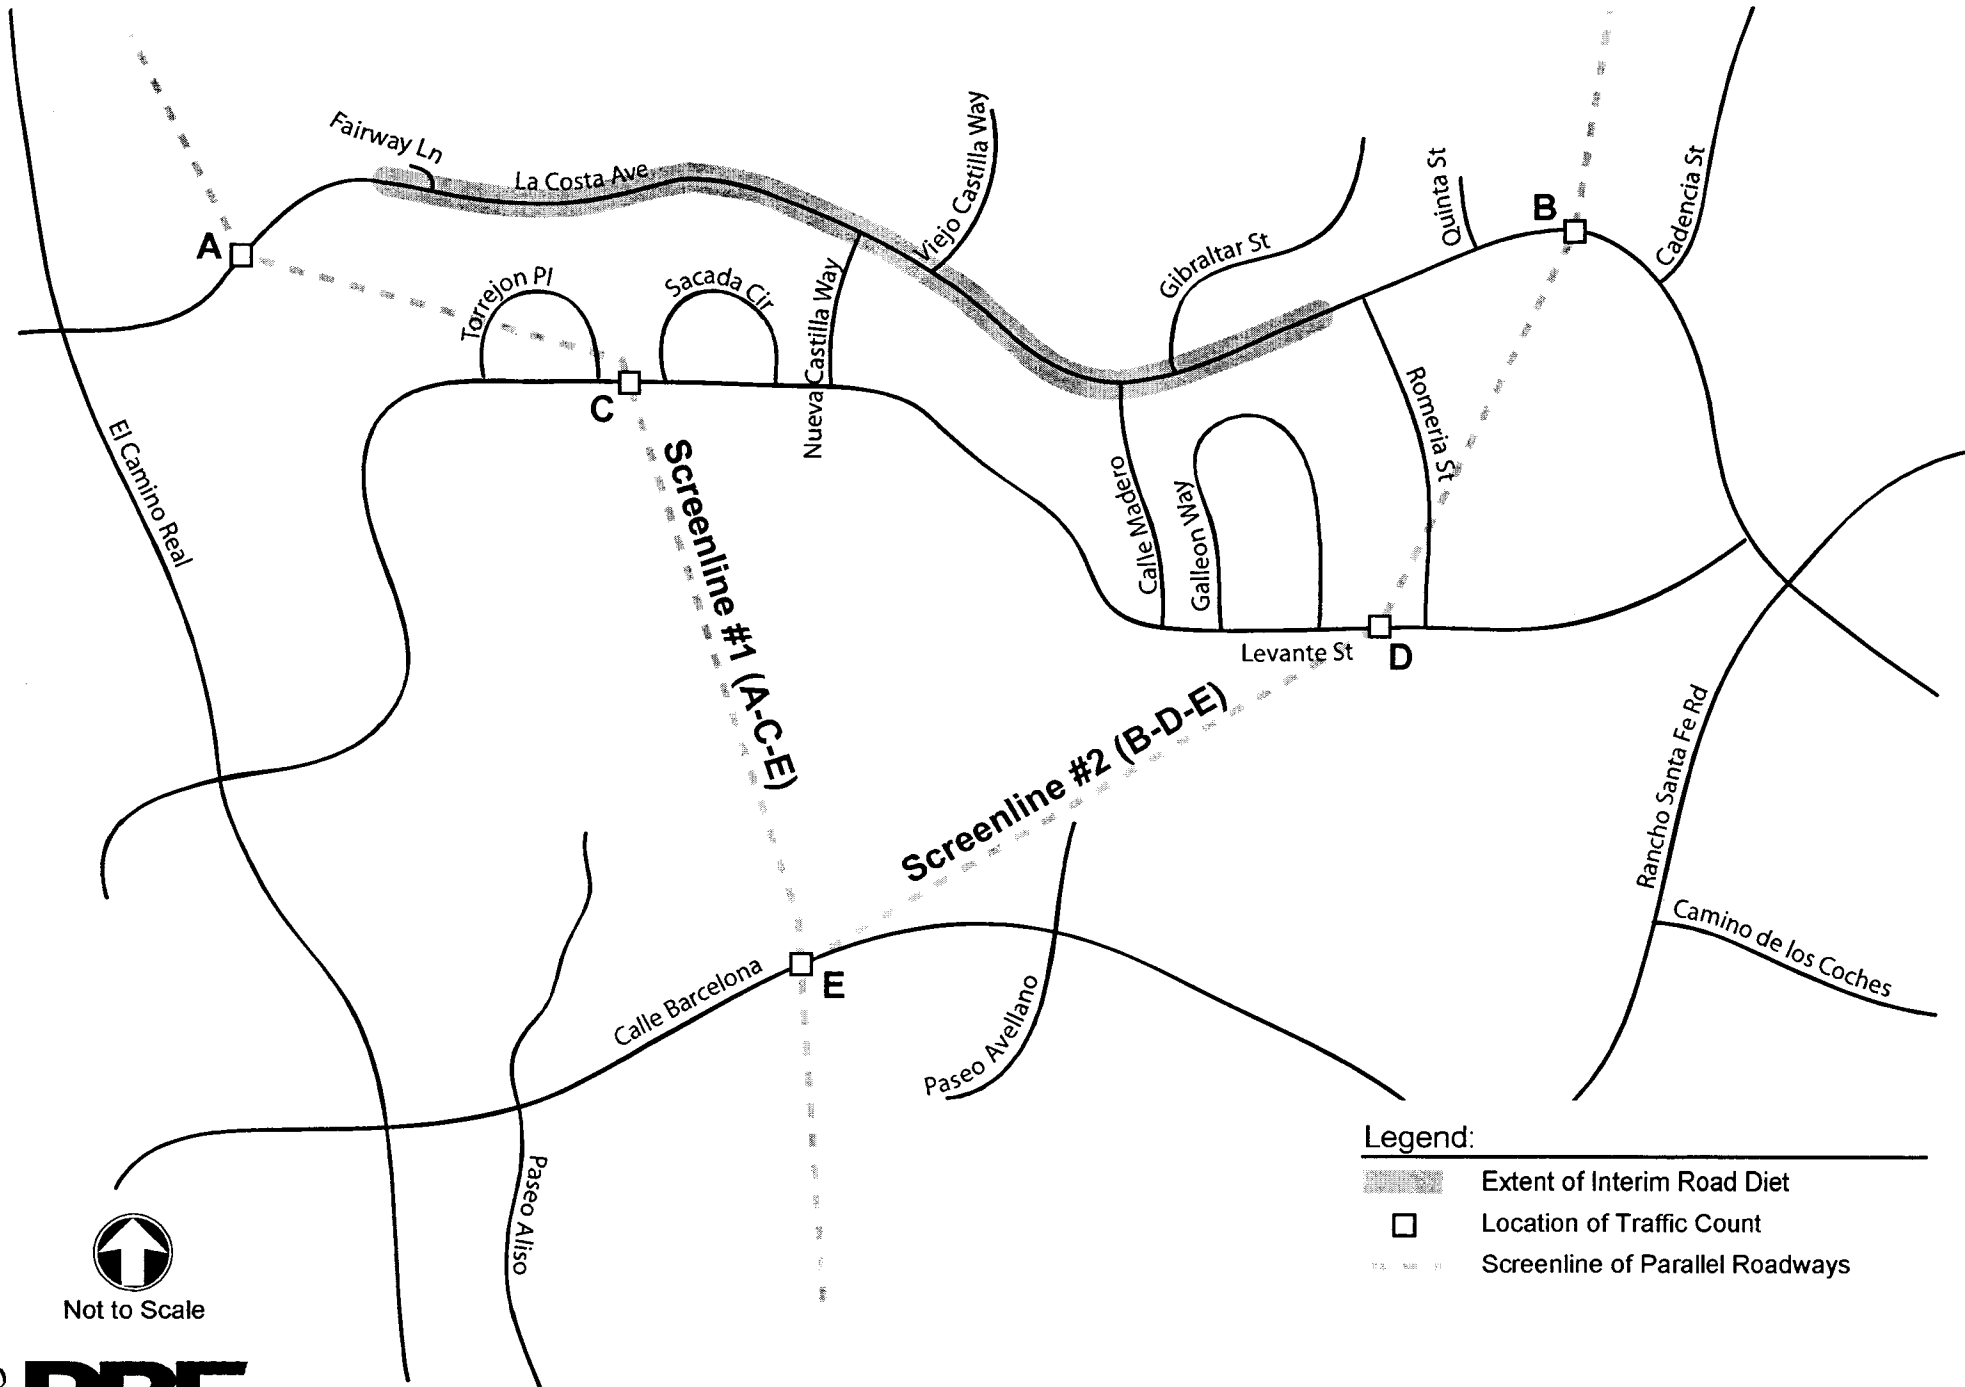 Fairway Ln
La Costa Ave
Viejo Castilla Way
Quinta St
B
Cadencia St
A
Gibraltar St
Torrejon Pl
Sacada Cir
Nueva Castilla Way
C
Romeria St
El Camino Real
Screenline #1 (A-C-E)
Calle Madero
Galleon Way
Levante St
D
Screenline #2 (B-D-E)
Rancho Santa Fe Rd
Camino de los Coches
Calle Barcelona
E
Paseo Avellano
Paseo Aliso
Legend:
Extent of Interim Road Diet
Location of Traffic Count
Screenline of Parallel Roadways
Not to Scale